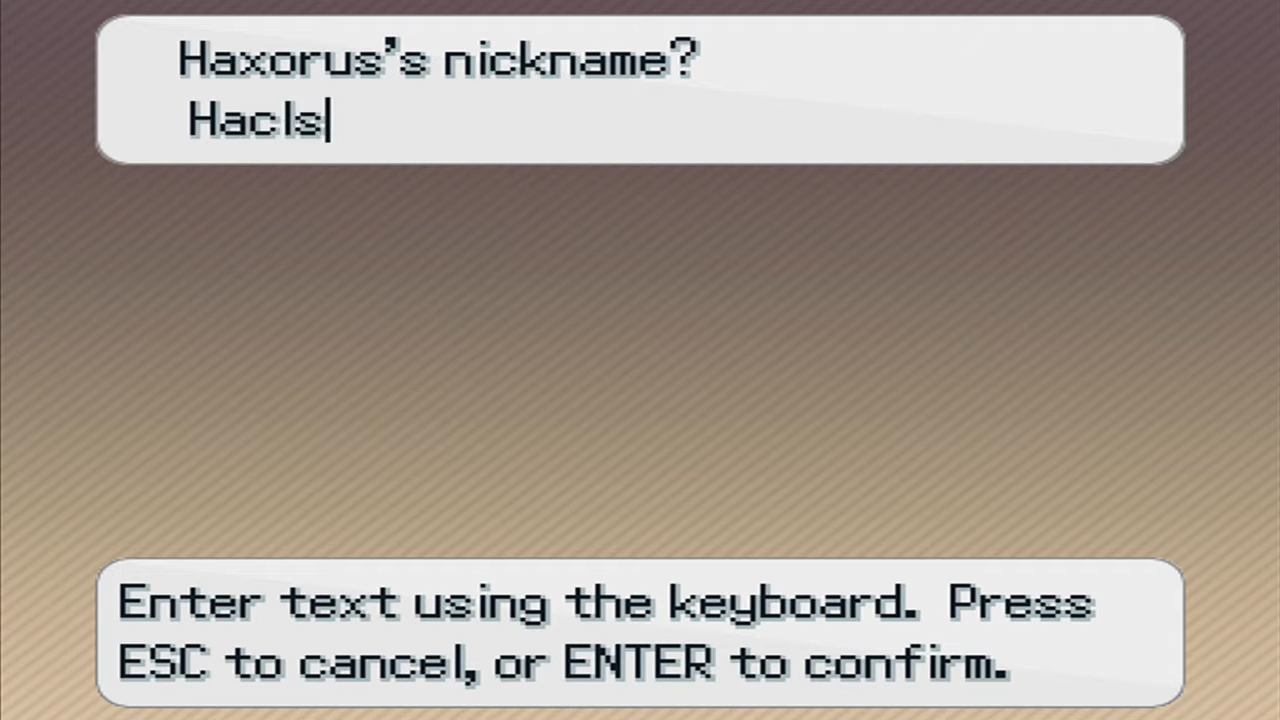 Haxorus's nickname?
Hacls
Enter text using the keyboard.  Press
ESC to cancel, or ENTER to confirm.